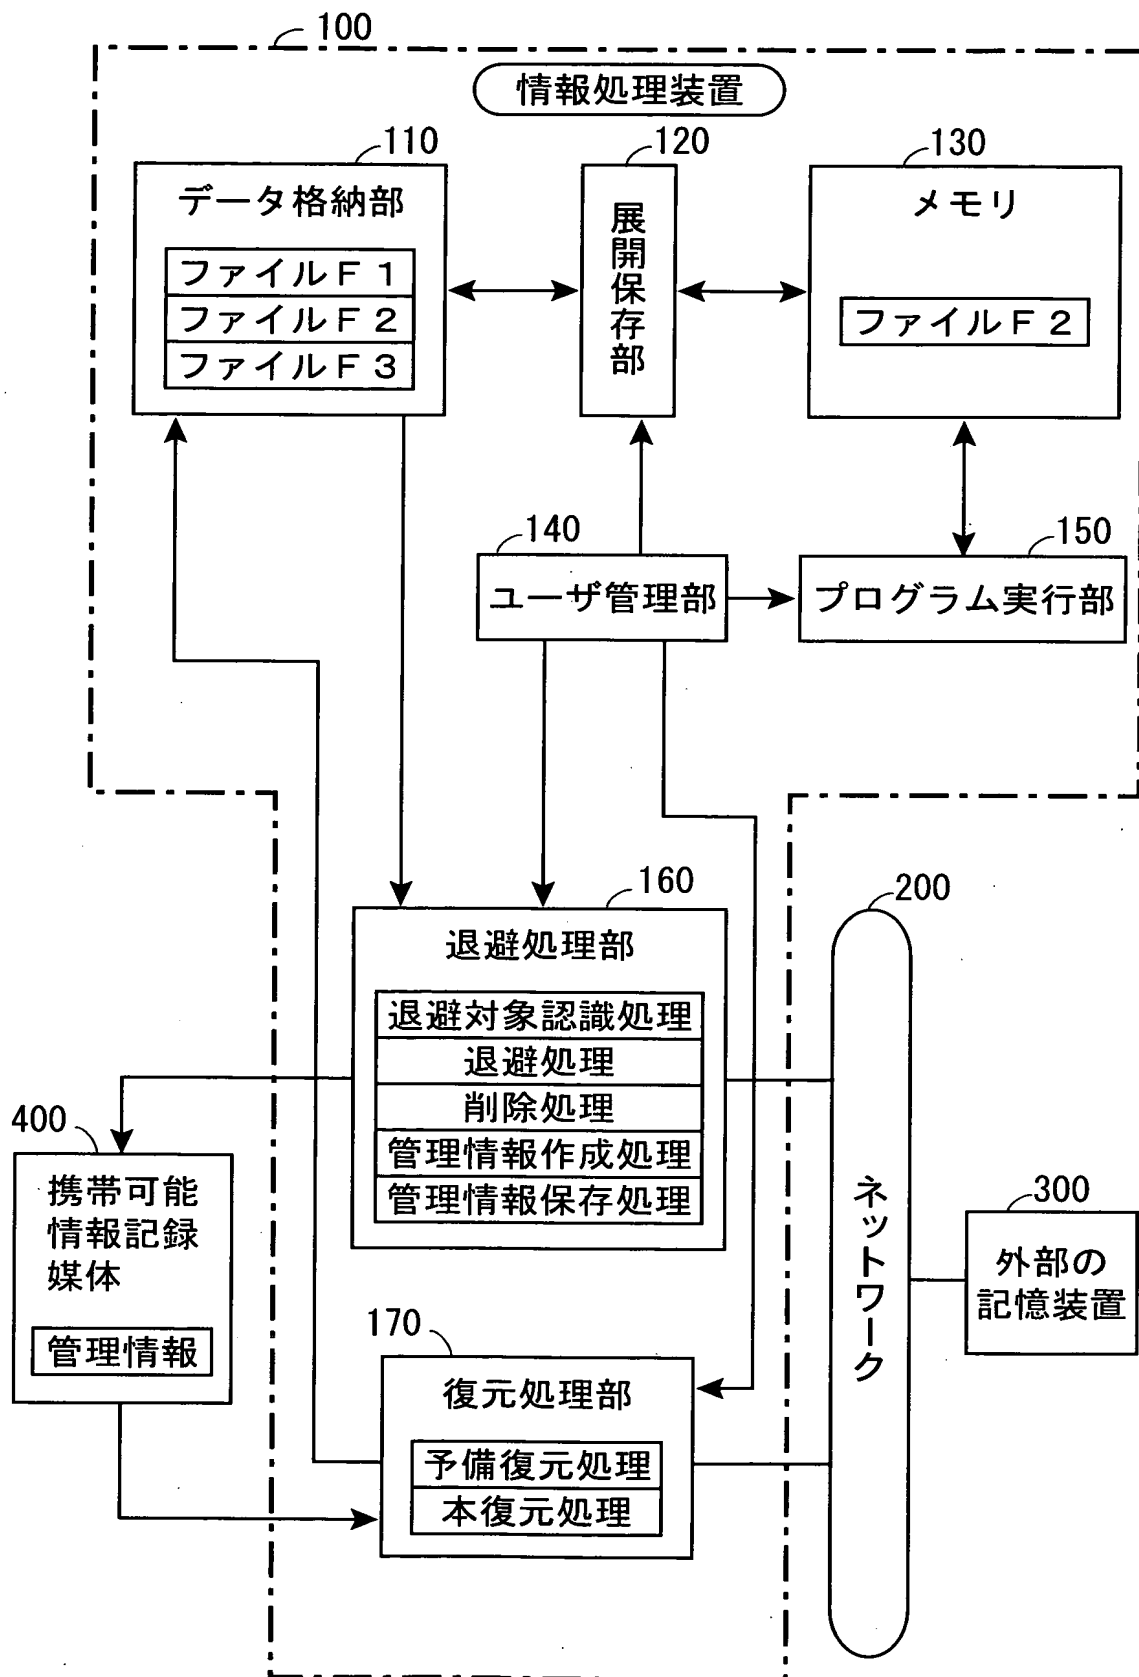 100
情報処理装置
110
120
130
データ格納部
ファイルF1
ファイルF2
ファイルF3
展開保存部
メモリ
ファイルF2
140
ユーザ管理部
150
プログラム実行部
160
退避処理部
退避対象認識処理
退避処理
削除処理
管理情報作成処理
管理情報保存処理
200
ネットワーク
300
外部の
記憶装置
400
携帯可能
情報記録
媒体
管理情報
170
復元処理部
予備復元処理
本復元処理